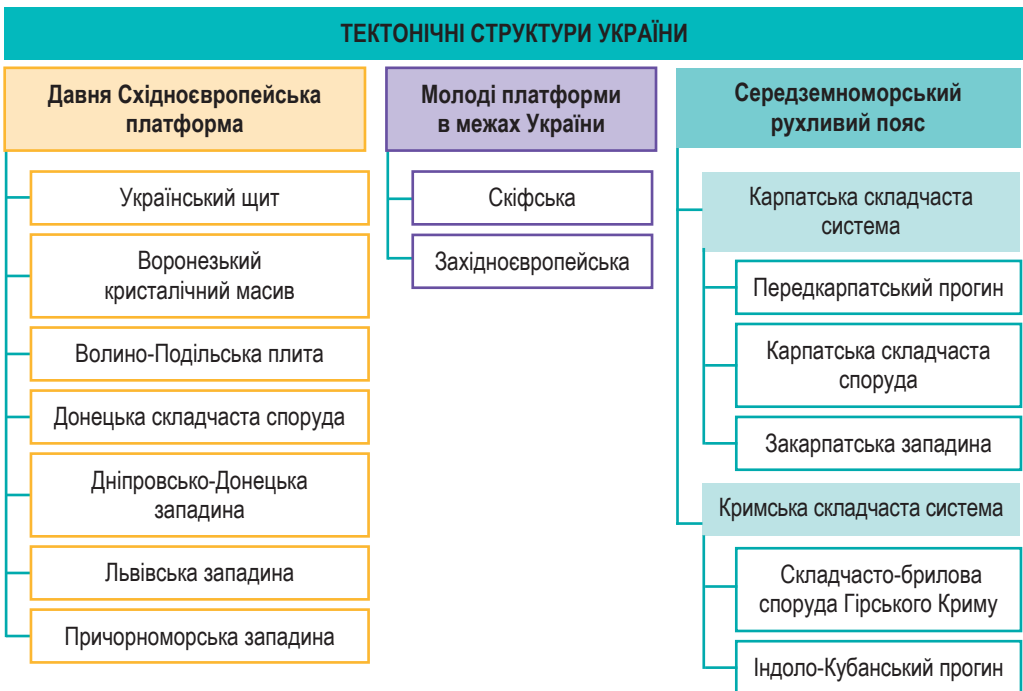 ТЕКТОНІЧНІ СТРУКТУРИ УКРАЇНИ
Давня Східноєвропейська
платформа
Український щит
Воронезький
кристалічний масив
Волино-Подільська плита
Донецька складчаста споруда
Дніпровсько-Донецька
западина
Львівська западина
Причорноморська западина
Молоді платформи
в межах України
Скіфська
Західноєвропейська
Середземноморський
рухливий пояс
Карпатська складчаста
система
Передкарпатський прогин
Карпатська складчаста
споруда
Закарпатська западина
Кримська складчаста система
Складчасто-брилова
споруда Гірського Криму
Індоло-Кубанський прогин